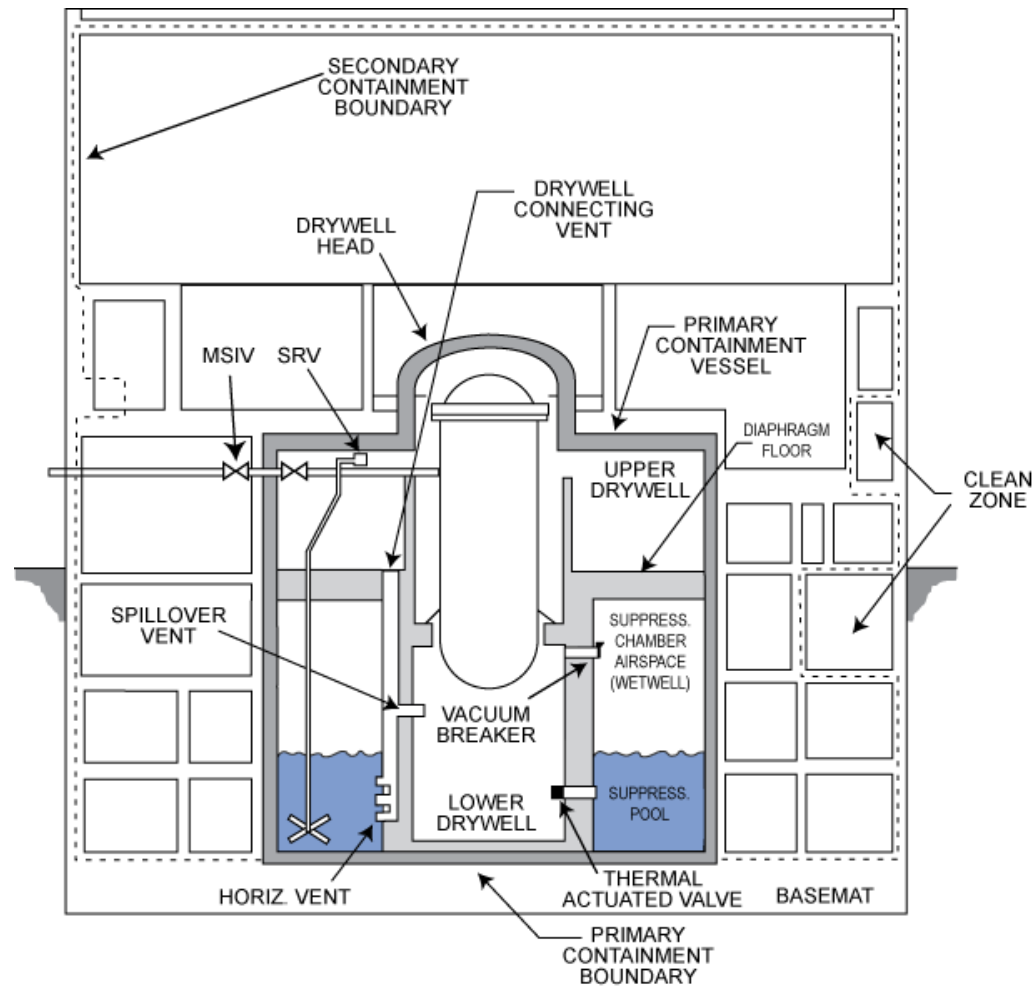 SECONDARY
CONTAINMENT
BOUNDARY
DRYWELL
CONNECTING
VENT
DRYWELL
HEAD
PRIMARY
CONTAINMENT
VESSEL
MSIV
SRV
DIAPHRAGM
FLOOR
UPPER
DRYWELL
CLEAN
ZONE
SPILLOVER
VENT
SUPPRESS.
CHAMBER
AIRSPACE
(WETWELL)
VACUUM
BREAKER
LOWER
DRYWELL
SUPPRESS.
POOL
HORIZ. VENT
THERMAL
ACTUATED VALVE
BASEMAT
PRIMARY
CONTAINMENT
BOUNDARY